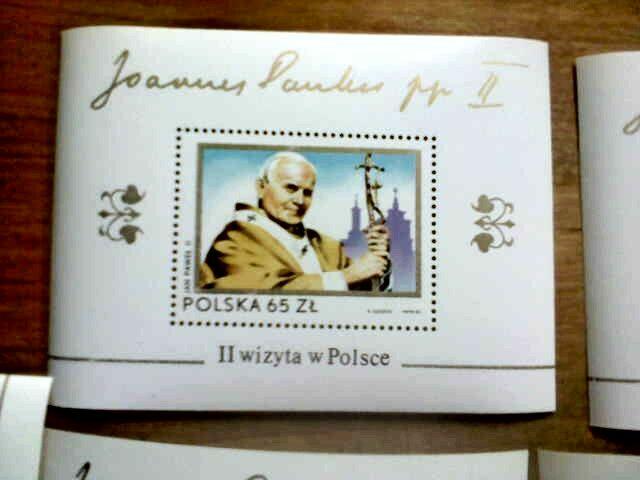 Joannes Paulus pp II
JAN PAWEŁ II
POLSKA 65 ZŁ
II wizyta w Polsce